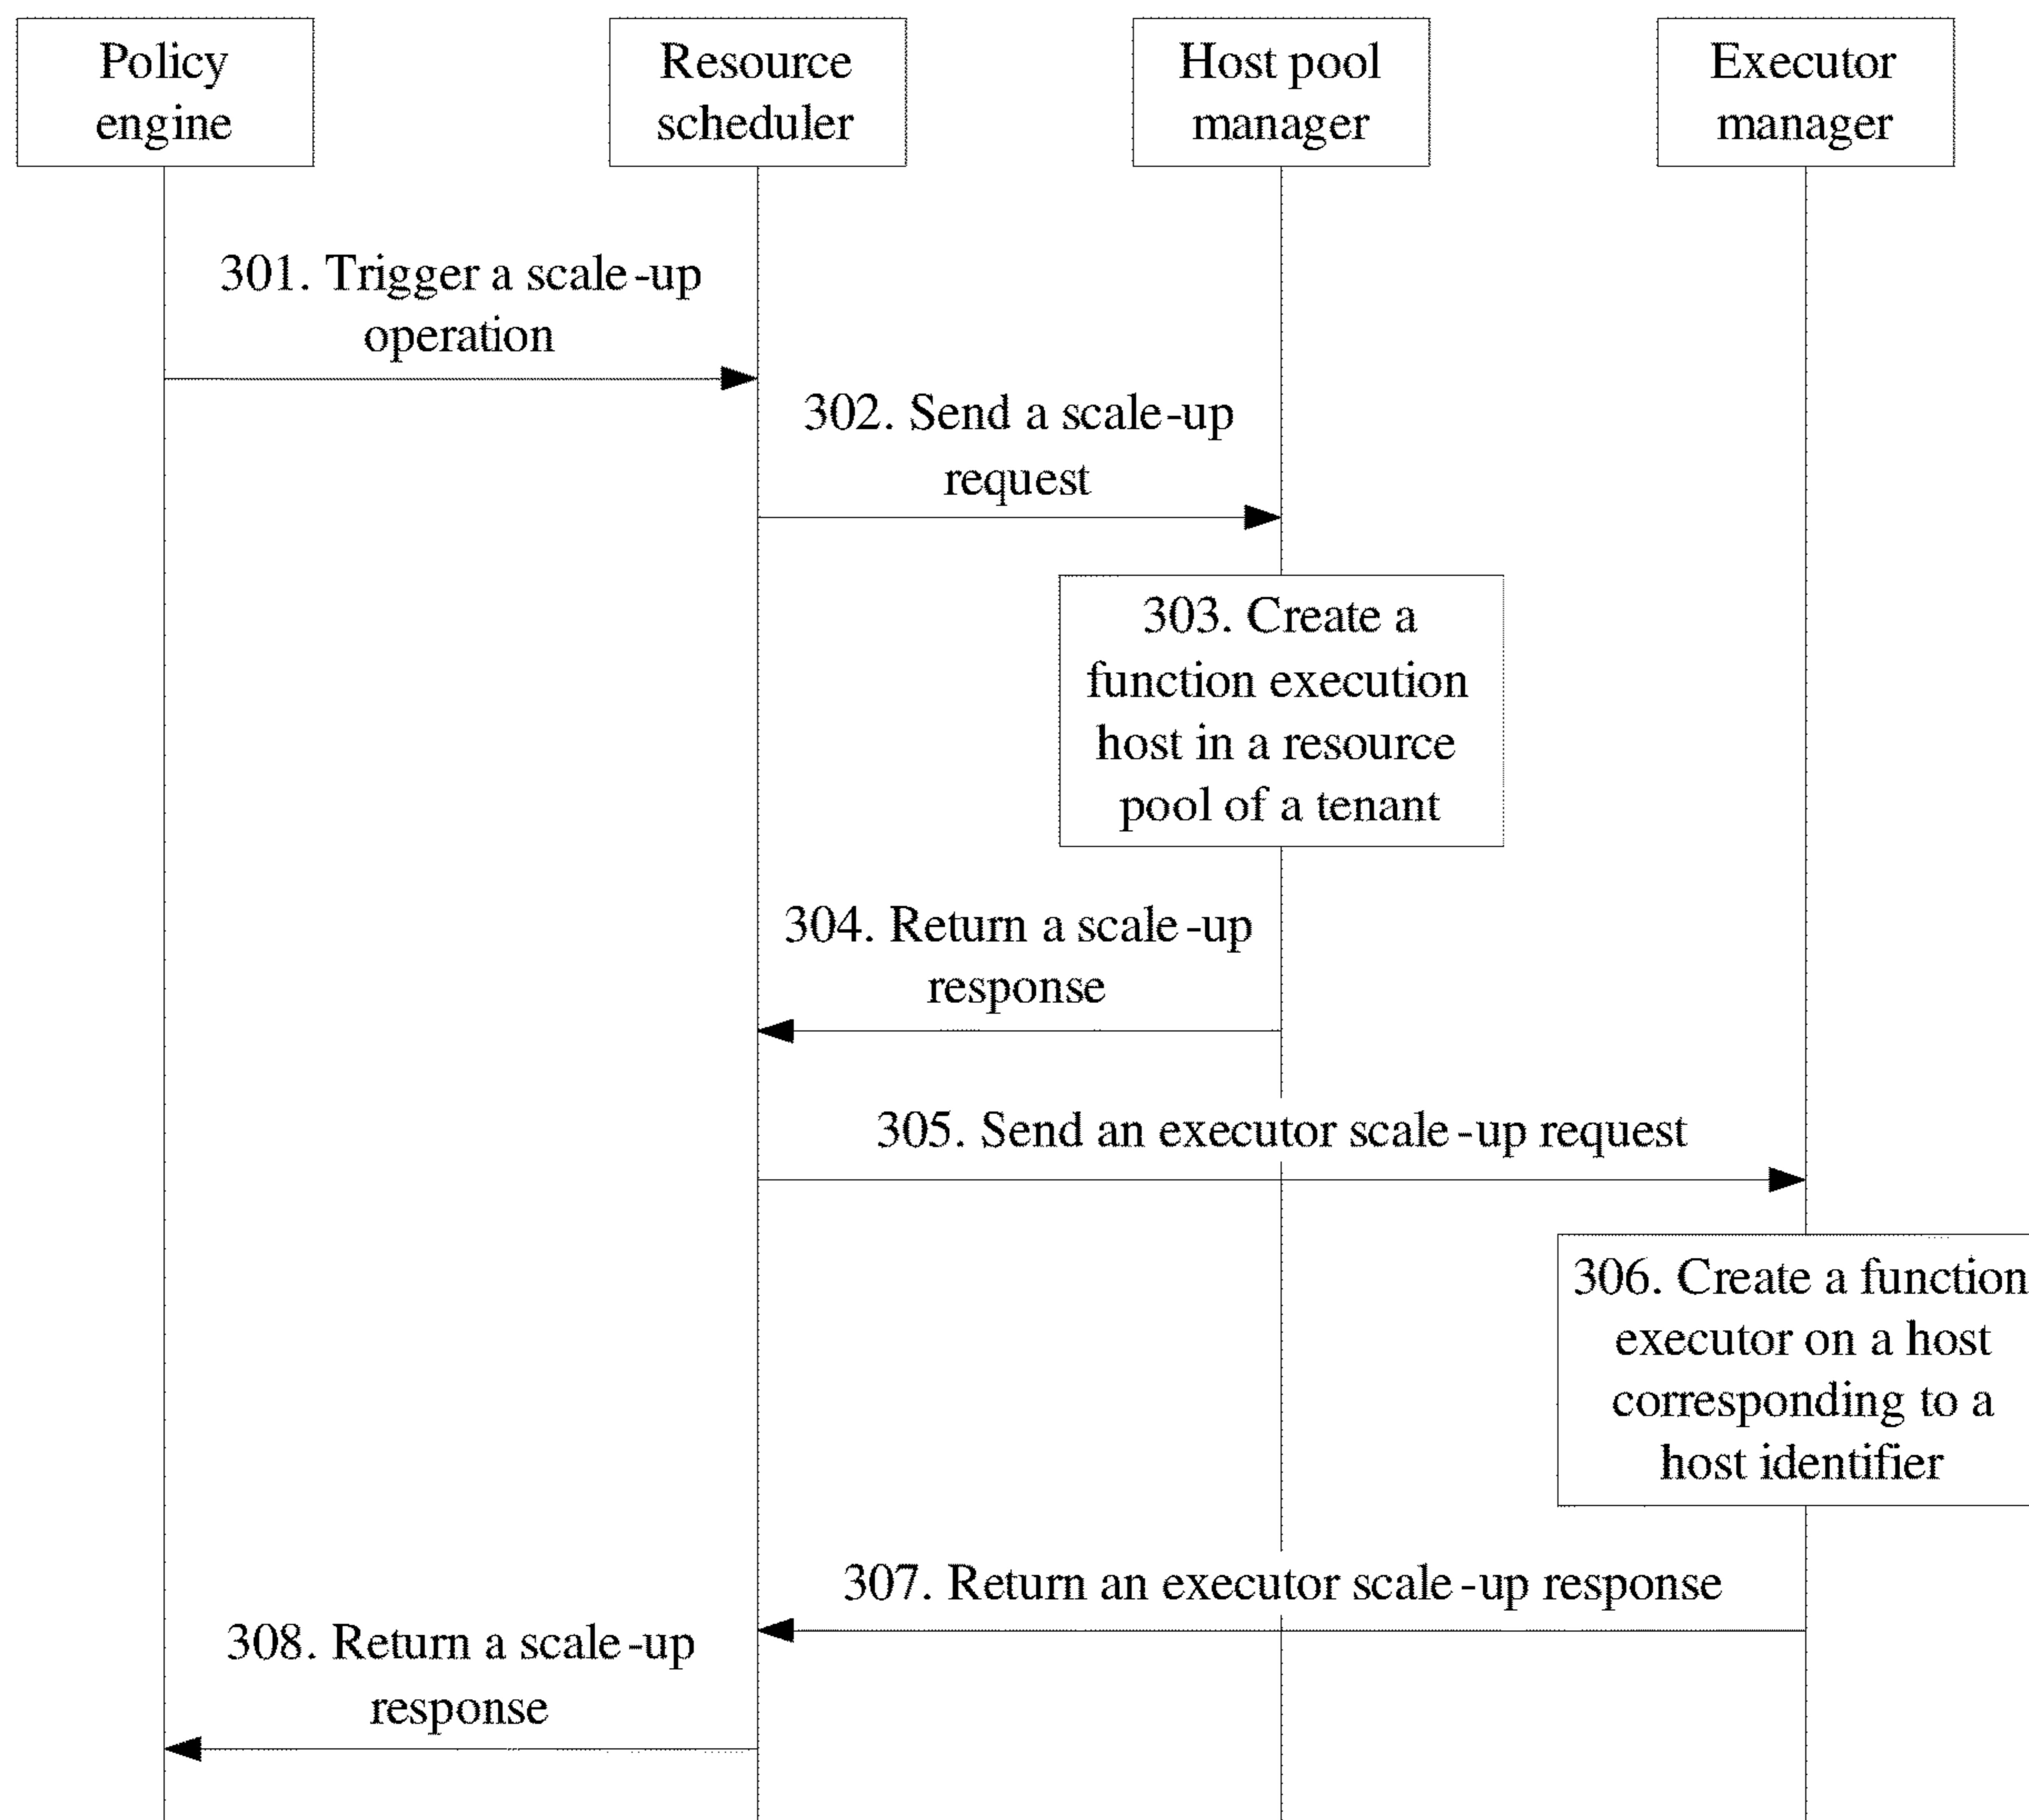 Policy
engine
Resource
scheduler
Host pool
manager
Executor
manager
301. Trigger a scale-up
operation
302. Send a scale-up
request
303. Create a
function execution
host in a resource
pool of a tenant
304. Return a scale-up
response
305. Send an executor scale-up request
306. Create a function
executor on a host
corresponding to a
host identifier
307. Return an executor scale-up response
308. Return a scale-up
response